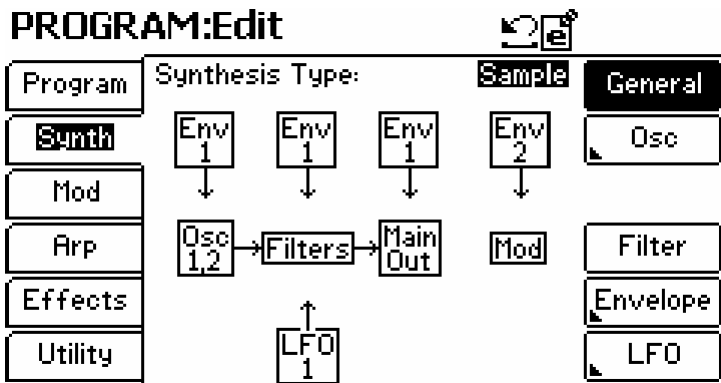 PROGRAM:Edit
e
Program
Synthesis Type:
Sample
General
Synth
Env
1
Env
1
Env
1
Env
2
Osc
Mod
Arp
Osc
1,2
Filters
Main
Out
Mod
Filter
Effects
Envelope
Utility
LFO
1
LFO